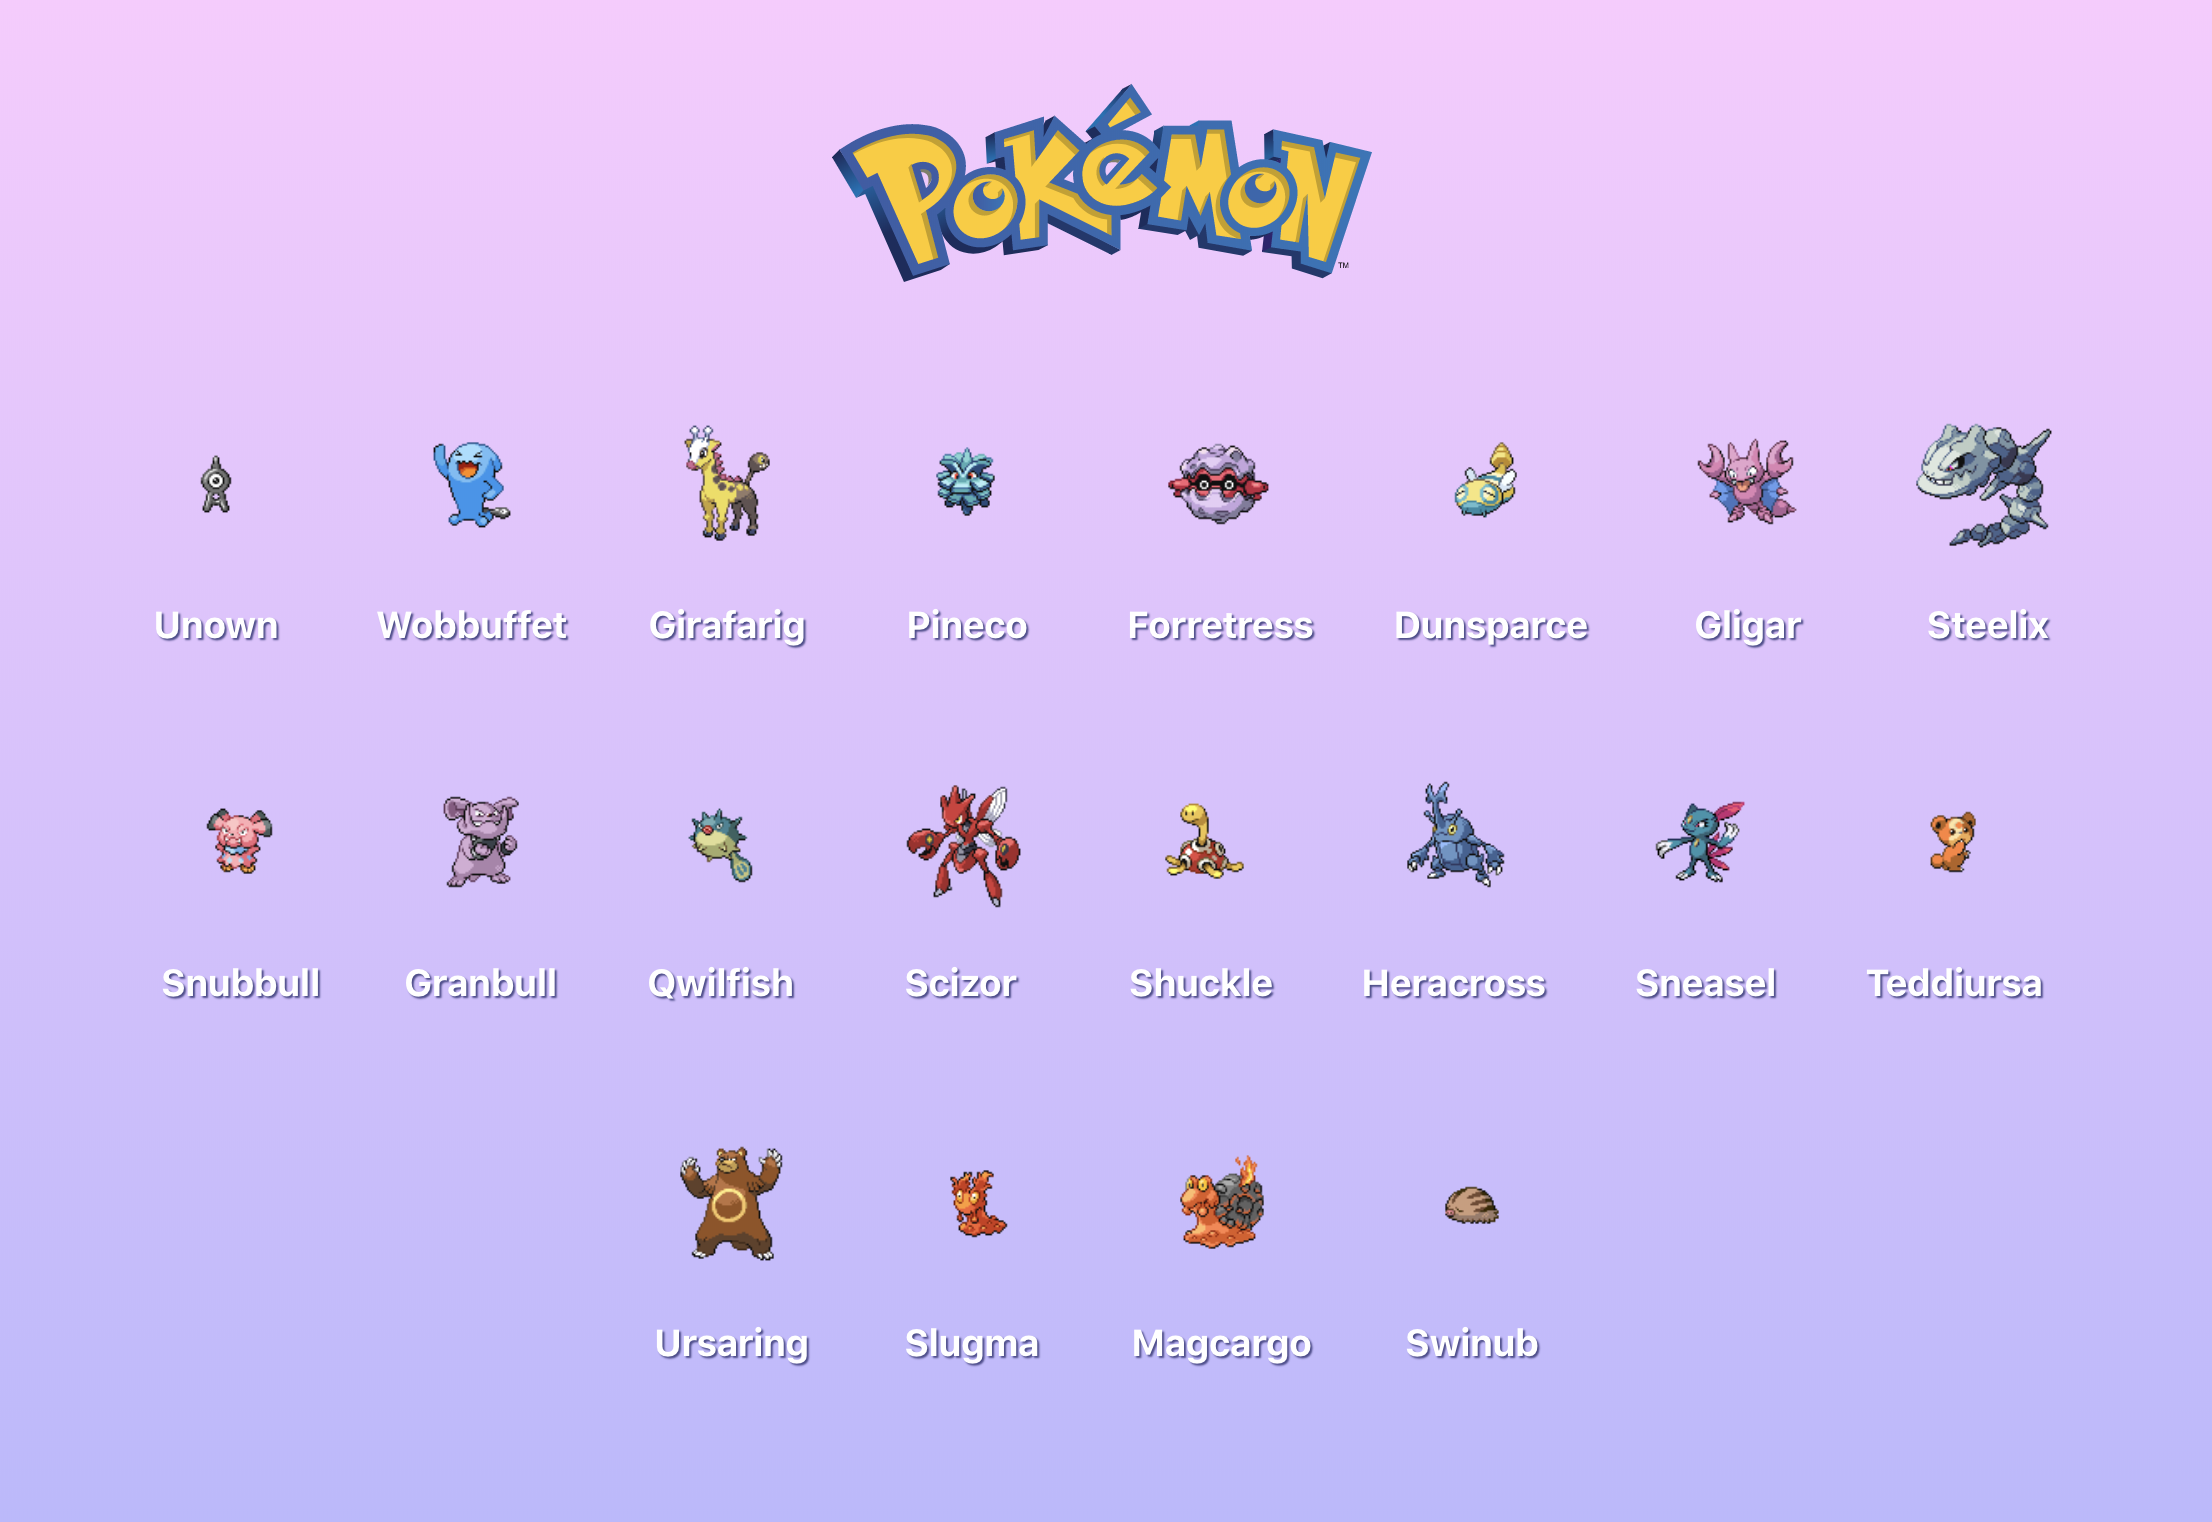 Pokémon
TM
Unown Wobbuffet Girafarig Pineco Forretress Dunsparce Gligar Steelix
Snubbull Granbull Qwilfish Scizor Shuckle Heracross Sneasel Teddiursa
Ursaring Slugma Magcargo Swinub